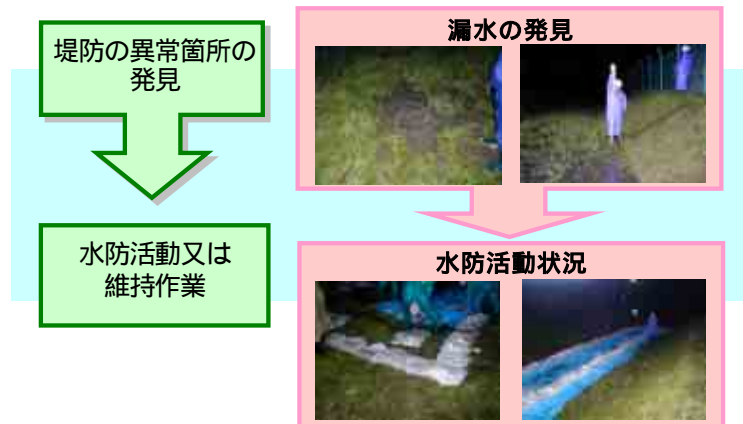 堤防の異常箇所の
発見
漏水の発見
水防活動又は
維持作業
水防活動状況